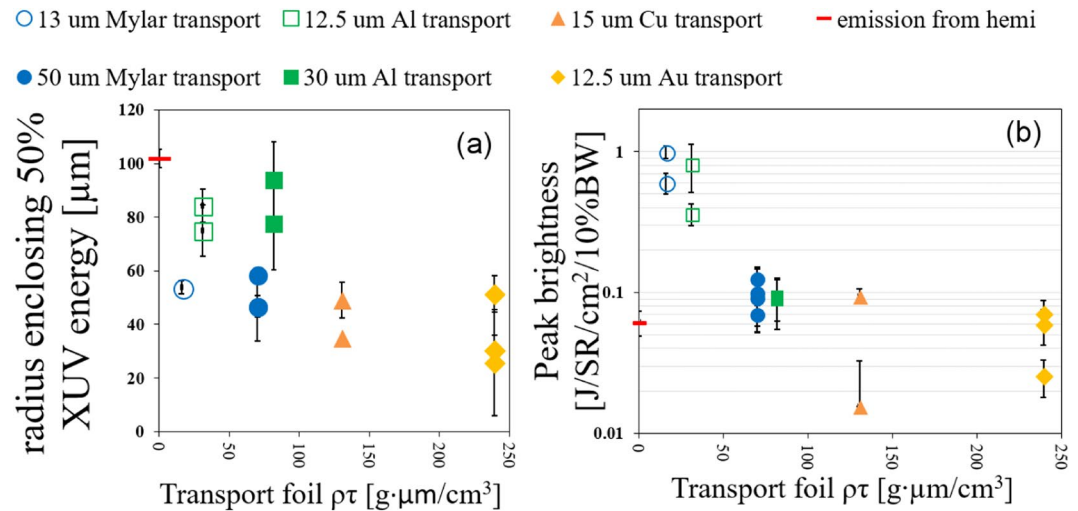 13 um Mylar transport 12.5 um Al transport 15 um Cu transport emission from hemi
50 um Mylar transport 30 um Al transport 12.5 um Au transport
radius enclosing 50%
XUV energy [µm]
120
100
80
60
40
20
0
(a)
0
50
100
150
200
250
Transport foil ρτ [g·µm/cm³]
Peak brightness
[J/SR/cm²/10%BW]
1
0.1
0.01
(b)
0
50
100
150
200
250
Transport foil ρτ [g·µm/cm³]